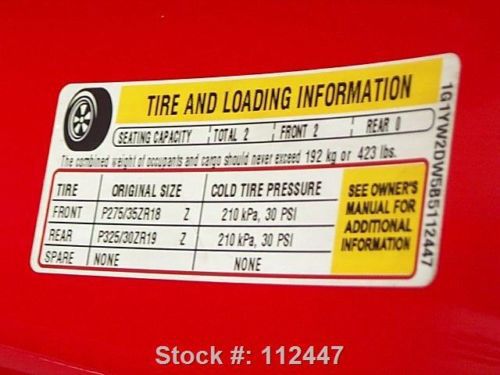 TIRE AND LOADING INFORMATION
SEATING CAPACITY TOTAL 2 FRONT 2 REAR 0
The combined weight of occupants and cargo should never exceed 192 kg or 423 lbs.
TIRE ORIGINAL SIZE COLD TIRE PRESSURE
FRONT P275/35ZR18 Z 210 kPa, 30 PSI
REAR P325/30ZR19 Z 210 kPa, 30 PSI
SPARE NONE NONE
SEE OWNER'S
MANUAL FOR
ADDITIONAL
INFORMATION
1G1YW2DW5B5112447
Stock #: 112447